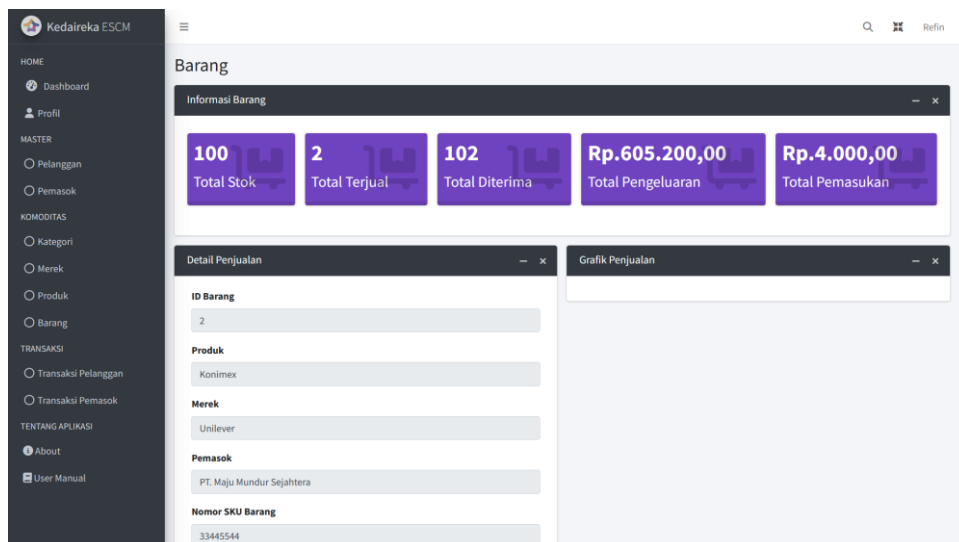 Kedaireka ESCM
Refin
HOME
Dashboard
Profil
MASTER
Pelanggan
Pemasok
KOMODITAS
Kategori
Merek
Produk
Barang
TRANSAKSI
Transaksi Pelanggan
Transaksi Pemasok
TENTANG APLIKASI
About
User Manual
Barang
Informasi Barang
100
Total Stok
2
Total Terjual
102
Total Diterima
Rp.605.200,00
Total Pengeluaran
Rp.4.000,00
Total Pemasukan
Detail Penjualan
ID Barang
2
Produk
Konimex
Merek
Unilever
Pemasok
PT. Maju Mundur Sejahtera
Nomor SKU Barang
33445544
Grafik Penjualan